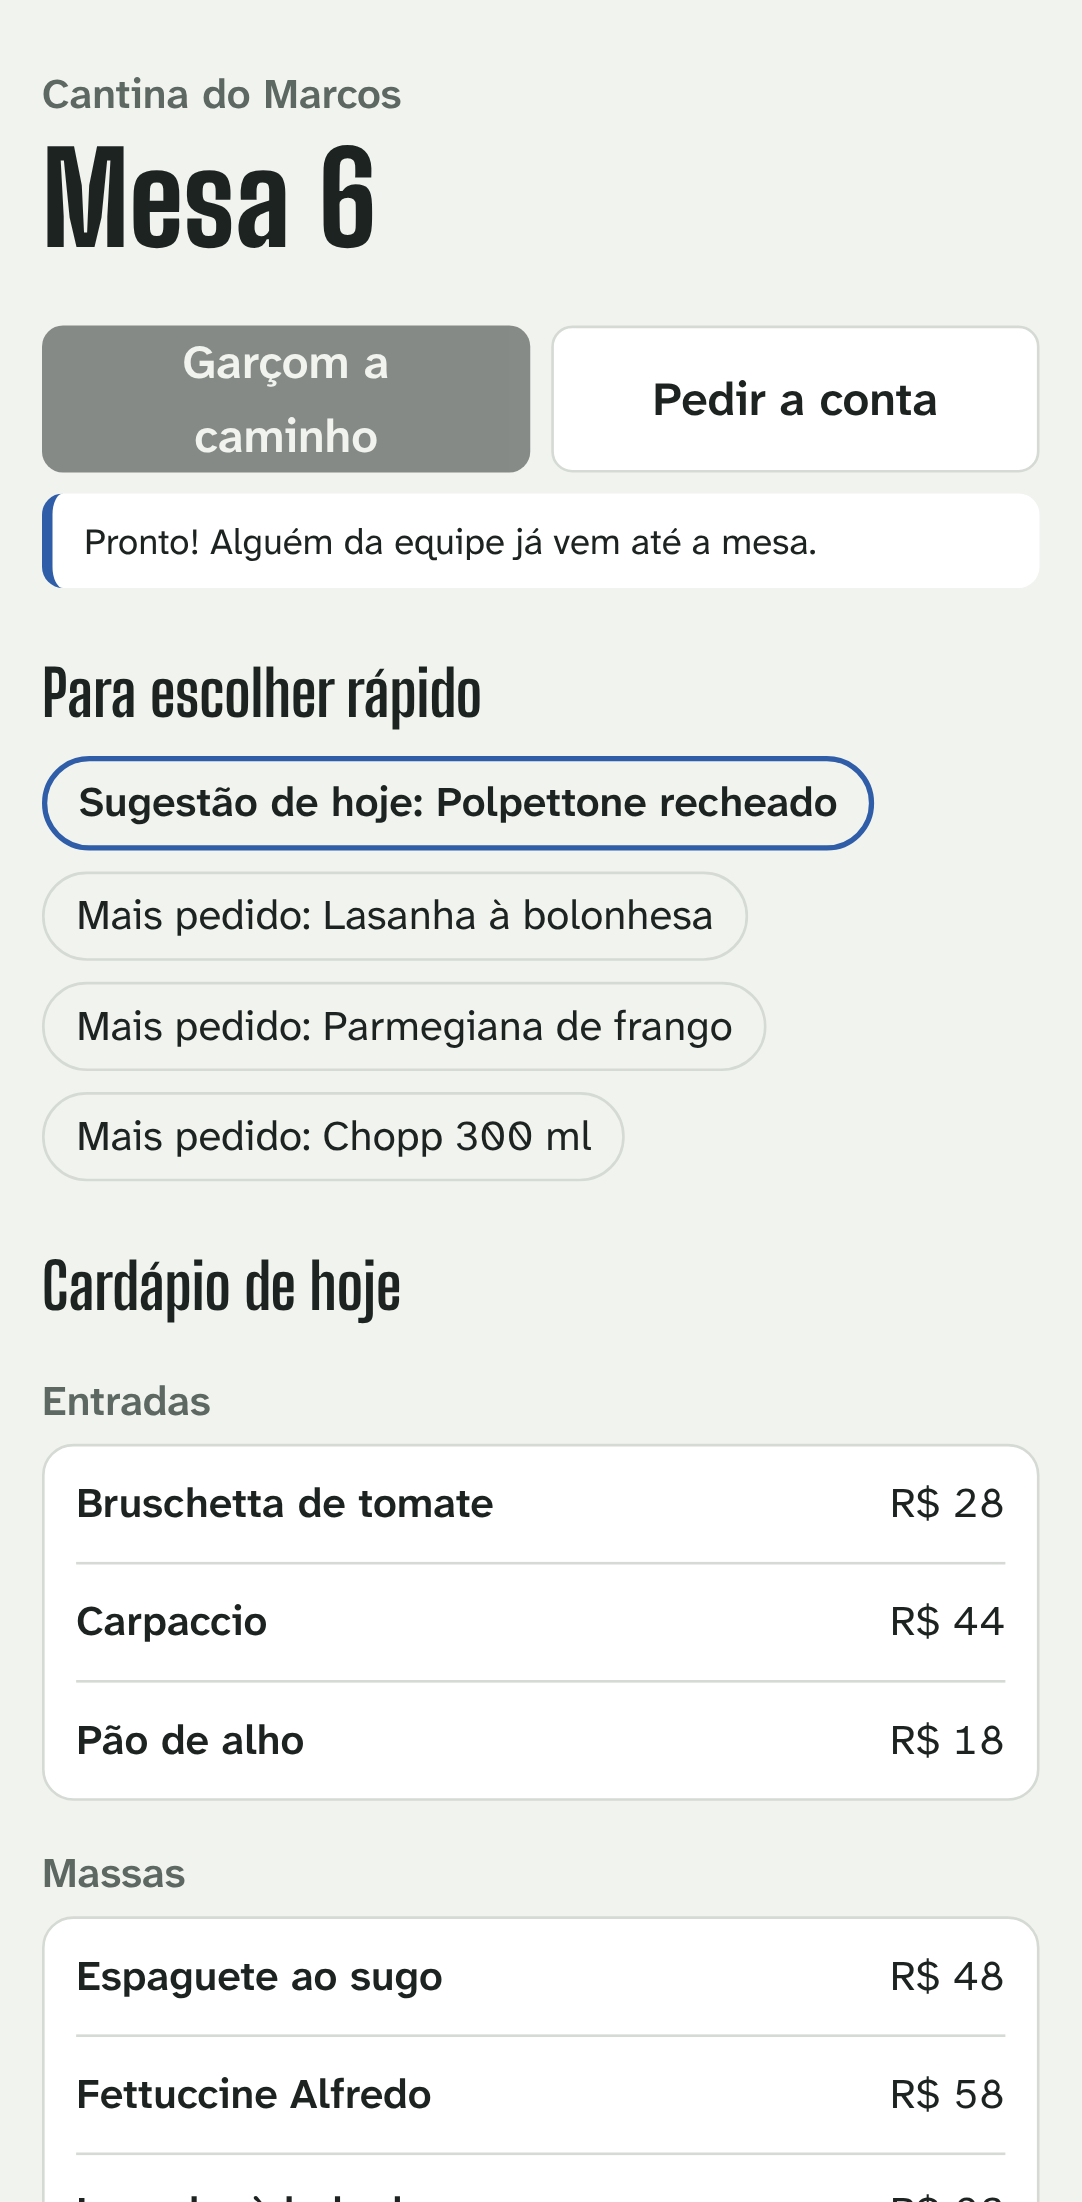 Cantina do Marcos
Mesa 6
Garçom a
caminho
Pedir a conta
Pronto! Alguém da equipe já vem até a mesa.
Para escolher rápido
Sugestão de hoje: Polpettone recheado
Mais pedido: Lasanha à bolonhesa
Mais pedido: Parmegiana de frango
Mais pedido: Chopp 300 ml
Cardápio de hoje
Entradas
Bruschetta de tomate R$ 28
Carpaccio R$ 44
Pão de alho R$ 18
Massas
Espaguete ao sugo R$ 48
Fettuccine Alfredo R$ 58